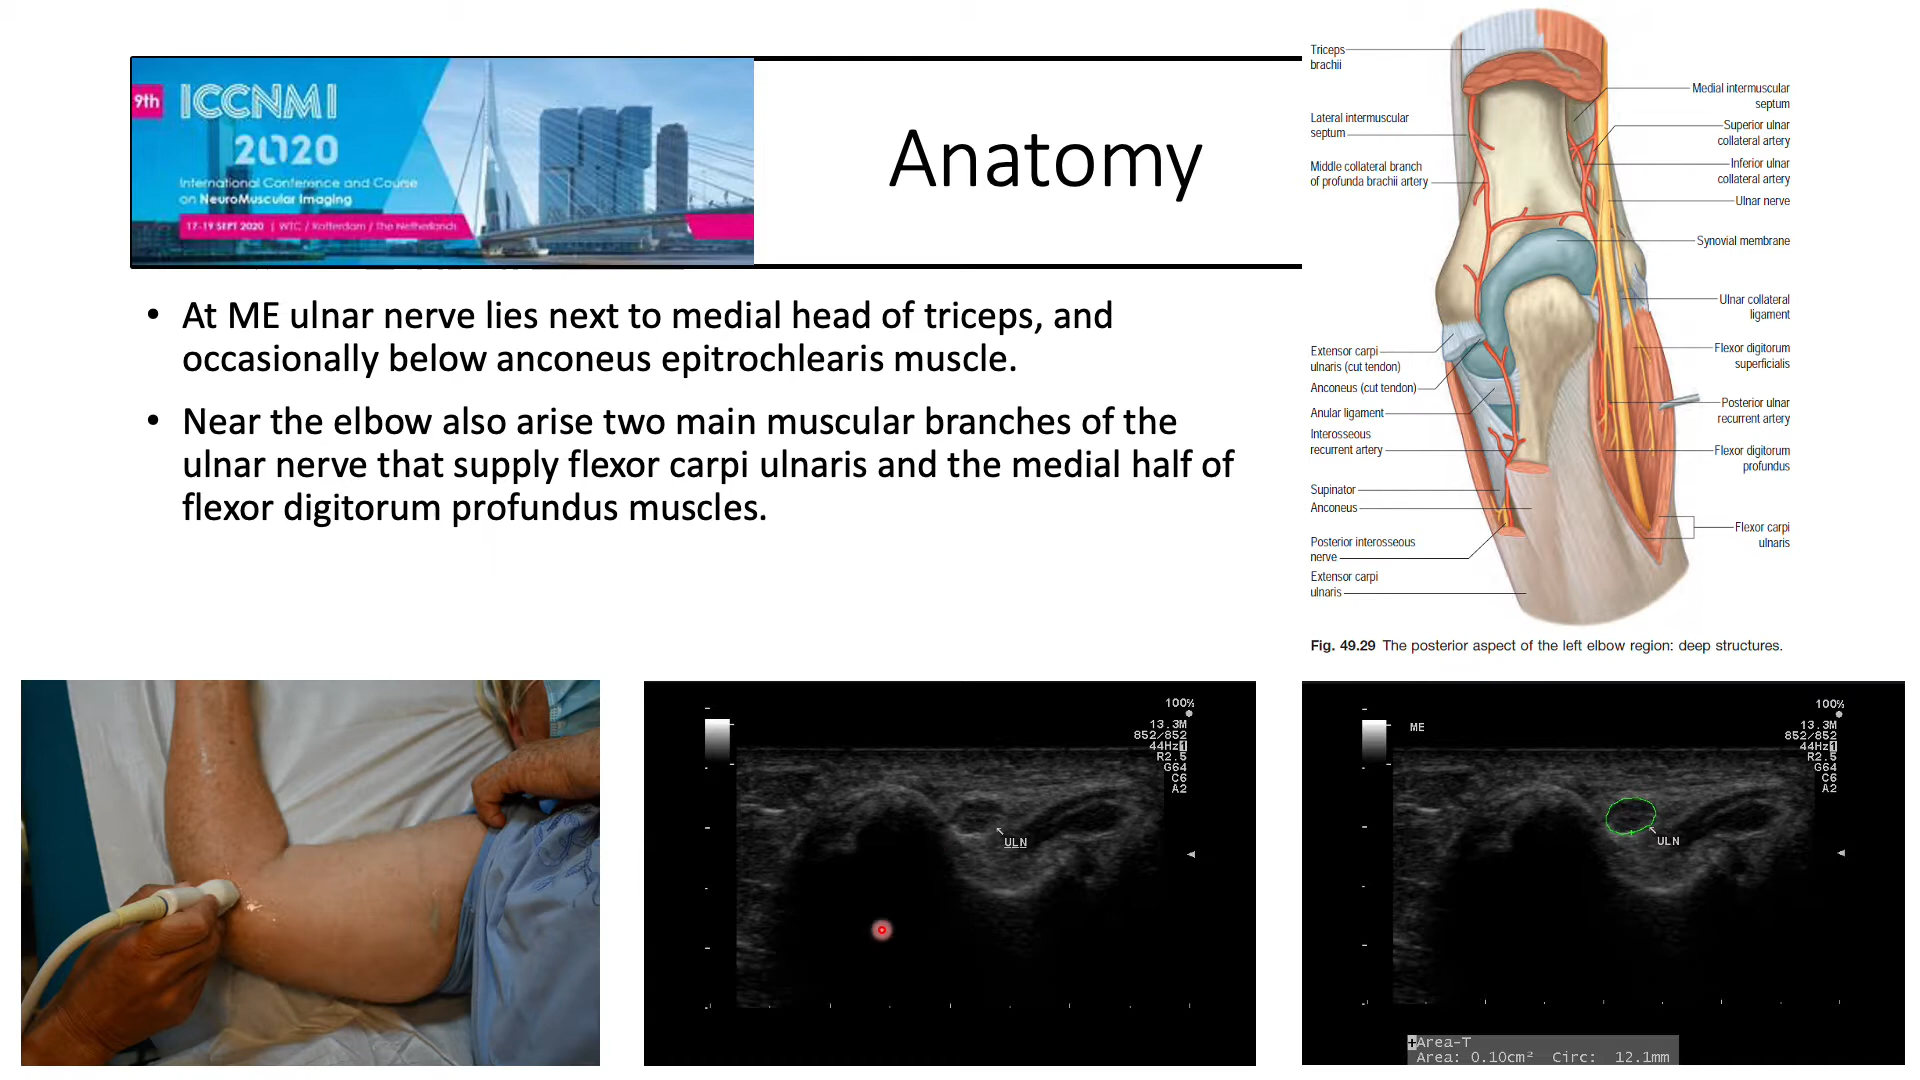 9th
ICCNMI
2020
International Conference and Course
on NeuroMuscular Imaging
17-19 SEPT 2020 | WTC / Rotterdam / The Netherlands
Anatomy
• At ME ulnar nerve lies next to medial head of triceps, and
occasionally below anconeus epitrochlearis muscle.
• Near the elbow also arise two main muscular branches of the
ulnar nerve that supply flexor carpi ulnaris and the medial half of
flexor digitorum profundus muscles.
Triceps
brachii
Lateral intermuscular
septum
Middle collateral branch
of profunda brachii artery
Extensor carpi
ulnaris (cut tendon)
Anconeus (cut tendon)
Anular ligament
Interosseous
recurrent artery
Supinator
Anconeus
Posterior interosseous
nerve
Extensor carpi
ulnaris
Medial intermuscular
septum
Superior ulnar
collateral artery
Inferior ulnar
collateral artery
Ulnar nerve
Synovial membrane
Ulnar collateral
ligament
Flexor digitorum
superficialis
Posterior ulnar
recurrent artery
Flexor digitorum
profundus
Flexor carpi
ulnaris
Fig. 49.29 The posterior aspect of the left elbow region: deep structures.
100%
13.3M
852/852
44Hz1
R2.5
G64
C6
A2
ULN
ME
100%
13.3M
852/852
44Hz1
R2.5
G64
C6
A2
ULN
+Area-T
Area: 0.10cm² Circ: 12.1mm